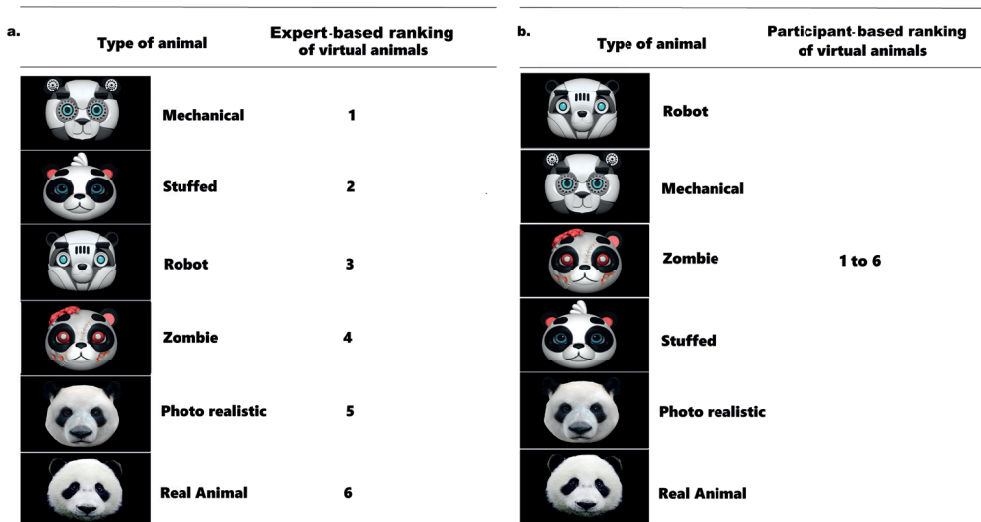 a.
Type of animal
Expert-based ranking
of virtual animals
Mechanical 1
Stuffed 2
Robot 3
Zombie 4
Photo realistic 5
Real Animal 6
b.
Type of animal
Participant-based ranking
of virtual animals
Robot
Mechanical
Zombie 1 to 6
Stuffed
Photo realistic
Real Animal